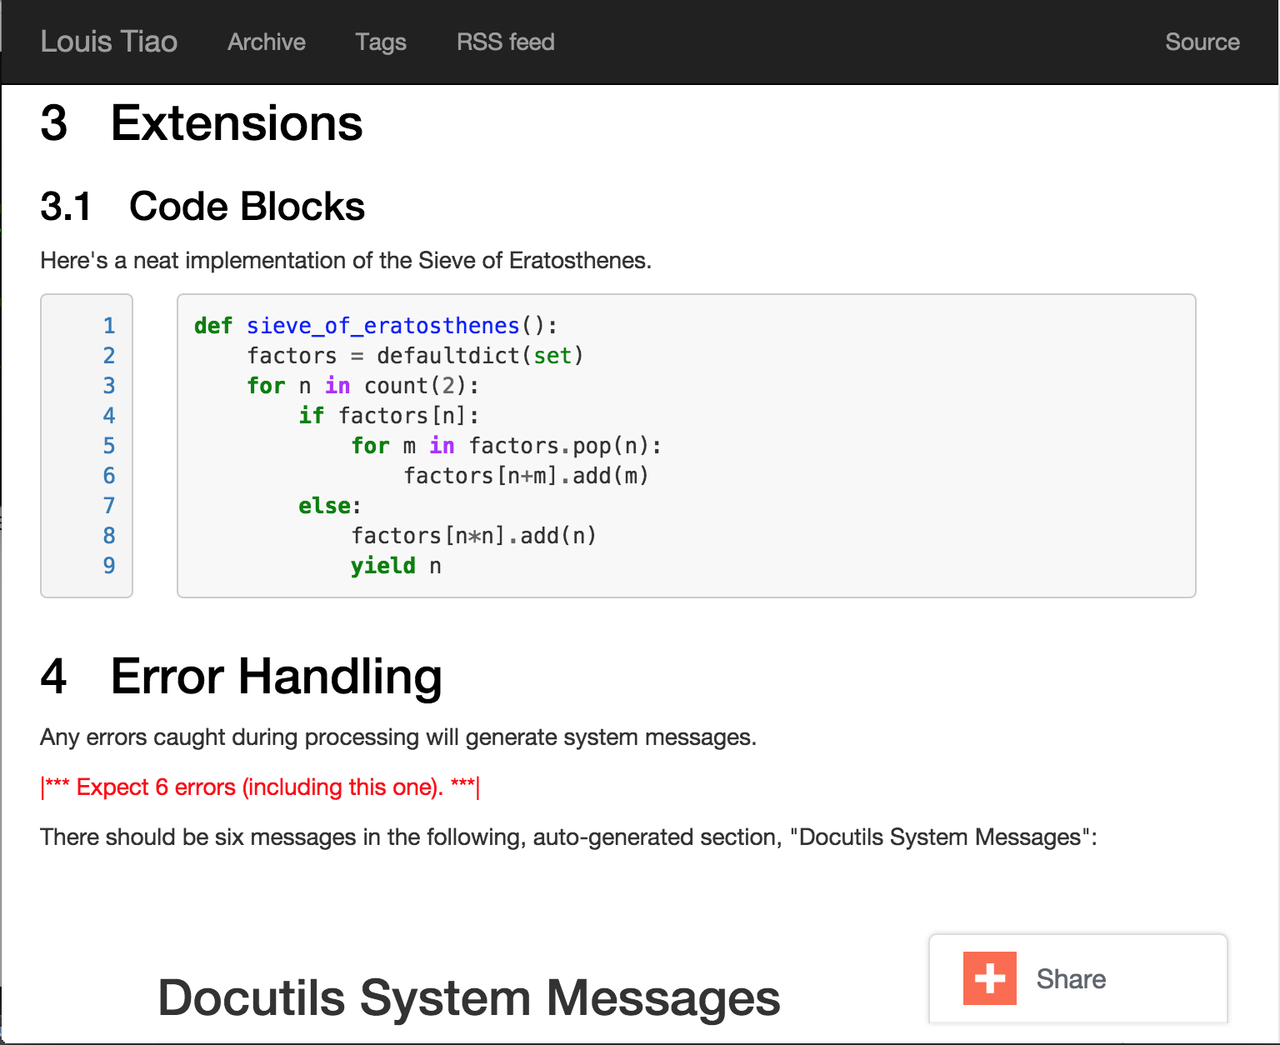 Louis Tiao Archive Tags RSS feed Source
3 Extensions
3.1 Code Blocks
Here's a neat implementation of the Sieve of Eratosthenes.
1 def sieve_of_eratosthenes():
2     factors = defaultdict(set)
3     for n in count(2):
4         if factors[n]:
5             for m in factors.pop(n):
6                 factors[n+m].add(m)
7         else:
8             factors[n*n].add(n)
9             yield n
4 Error Handling
Any errors caught during processing will generate system messages.
|*** Expect 6 errors (including this one). ***|
There should be six messages in the following, auto-generated section, "Docutils System Messages":
Docutils System Messages
Share